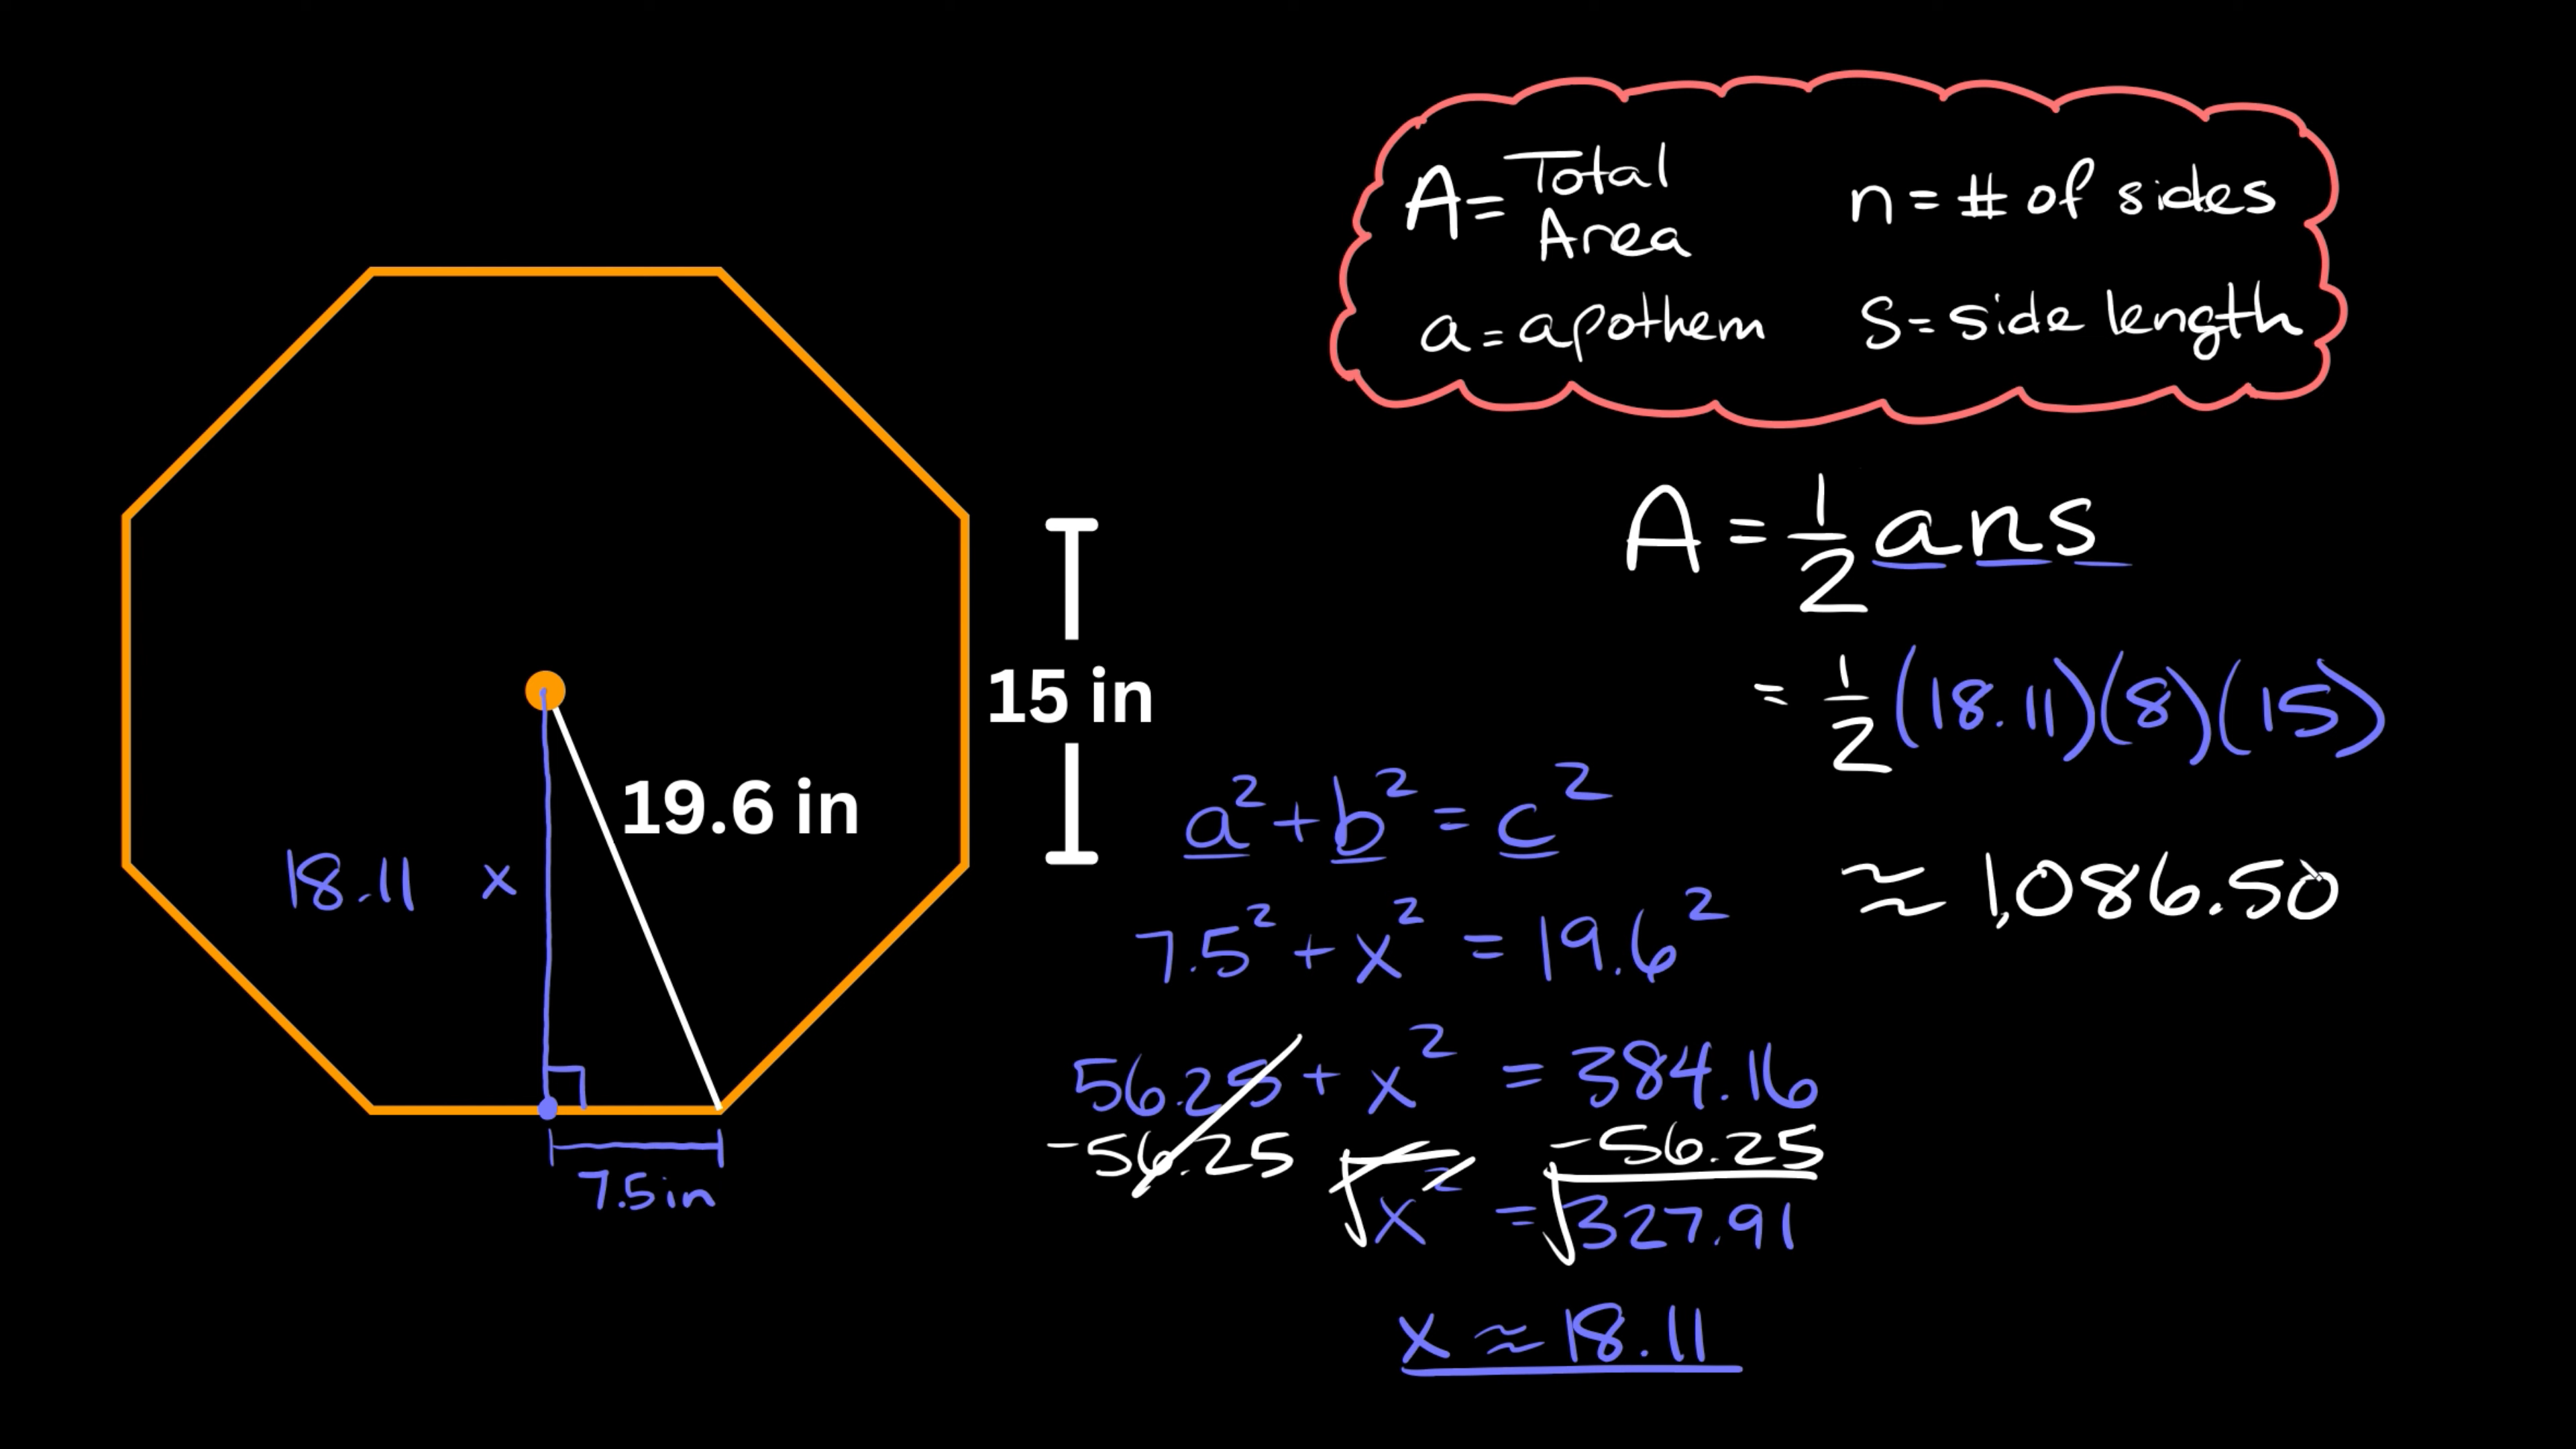 A = Total Area
n = # of sides
a = apothem
s = side length
A = 1/2 ans
= 1/2 (18.11)(8)(15)
≈ 1,086.50
15 in
19.6 in
18.11 x
7.5 in
a² + b² = c²
7.5² + x² = 19.6²
56.25 + x² = 384.16
-56.25 -56.25
√x² = √327.91
x ≈ 18.11